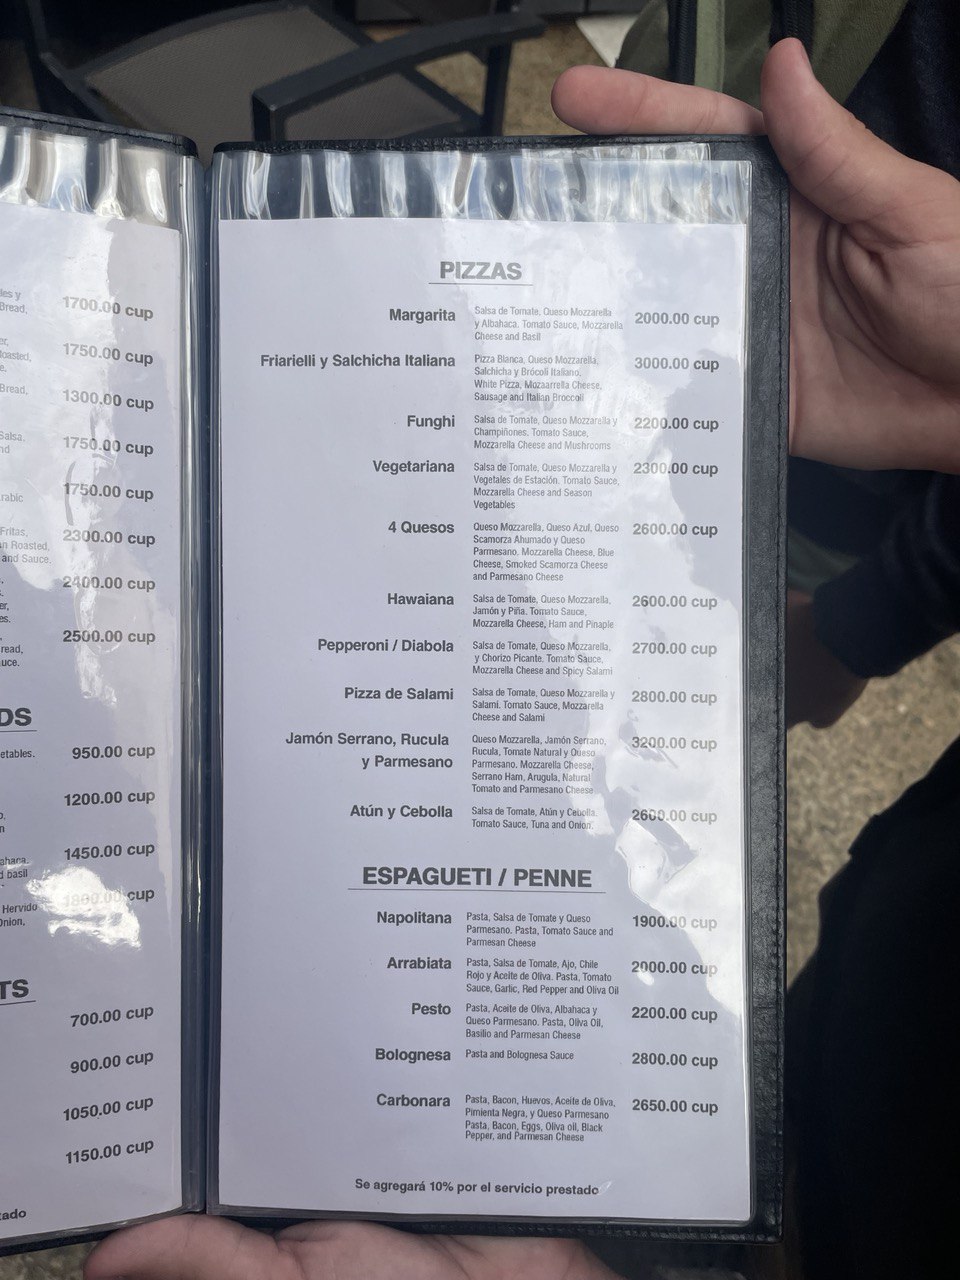 les y
Bread,
1700.00 cup
er,
Roasted,
e.
1750.00 cup
Bread,
1300.00 cup
Salsa.
nd
1750.00 cup
rabic
1750.00 cup
Fritas,
n Roasted,
and Sauce.
2300.00 cup
er,
es.
2400.00 cup
read,
uce.
2500.00 cup
DS
etables.
950.00 cup
1200.00 cup
n
1450.00 cup
ahaca.
d basil
1800.00 cup
Hervido
Onion,
TS
700.00 cup
900.00 cup
1050.00 cup
1150.00 cup
tado
PIZZAS
Margarita
Salsa de Tomate, Queso Mozzarella
y Albahaca. Tomato Sauce, Mozzarella
Cheese and Basil
2000.00 cup
Friarielli y Salchicha Italiana
Pizza Blanca, Queso Mozzarella,
Salchicha y Brócoli Italiano,
White Pizza, Mozaarrella Cheese,
Sausage and Italian Broccoli
3000.00 cup
Funghi
Salsa de Tomate, Queso Mozzarella y
Champiñones. Tomato Sauce,
Mozzarella Cheese and Mushrooms
2200.00 cup
Vegetariana
Salsa de Tomate, Queso Mozzarella y
Vegetales de Estación. Tomato Sauce,
Mozzarella Cheese and Season
Vegetables
2300.00 cup
4 Quesos
Queso Mozzarella, Queso Azul, Queso
Scamorza Ahumado y Queso
Parmesano. Mozzarella Cheese, Blue
Cheese, Smoked Scamorza Cheese
and Parmesano Cheese
2600.00 cup
Hawaiana
Salsa de Tomate, Queso Mozzarella,
Jamón y Piña. Tomato Sauce,
Mozzarella Cheese, Ham and Pinaple
2600.00 cup
Pepperoni / Diabola
Salsa de Tomate, Queso Mozzarella,
y Chorizo Picante. Tomato Sauce,
Mozzarella Cheese and Spicy Salami
2700.00 cup
Pizza de Salami
Salsa de Tomate, Queso Mozzarella y
Salami. Tomato Sauce, Mozzarella
Cheese and Salami
2800.00 cup
Jamón Serrano, Rucula
y Parmesano
Queso Mozzarella, Jamón Serrano,
Rucula, Tomate Natural y Queso
Parmesano. Mozzarella Cheese,
Serrano Ham, Arugula, Natural
Tomato and Parmesano Cheese
3200.00 cup
Atún y Cebolla
Salsa de Tomate, Atún y Cebolla.
Tomato Sauce, Tuna and Onion.
2600.00 cup
ESPAGUETI / PENNE
Napolitana
Pasta, Salsa de Tomate y Queso
Parmesano. Pasta, Tomato Sauce and
Parmesan Cheese
1900.00 cup
Arrabiata
Pasta, Salsa de Tomate, Ajo, Chile
Rojo y Aceite de Oliva. Pasta, Tomato
Sauce, Garlic, Red Pepper and Oliva Oil
2000.00 cup
Pesto
Pasta, Aceite de Oliva, Albahaca y
Queso Parmesano. Pasta, Oliva Oil,
Basilio and Parmesan Cheese
2200.00 cup
Bolognesa
Pasta and Bolognesa Sauce
2800.00 cup
Carbonara
Pasta, Bacon, Huevos, Aceite de Oliva,
Pimienta Negra, y Queso Parmesano
Pasta, Bacon, Eggs, Oliva oil, Black
Pepper, and Parmesan Cheese
2650.00 cup
Se agregará 10% por el servicio prestado